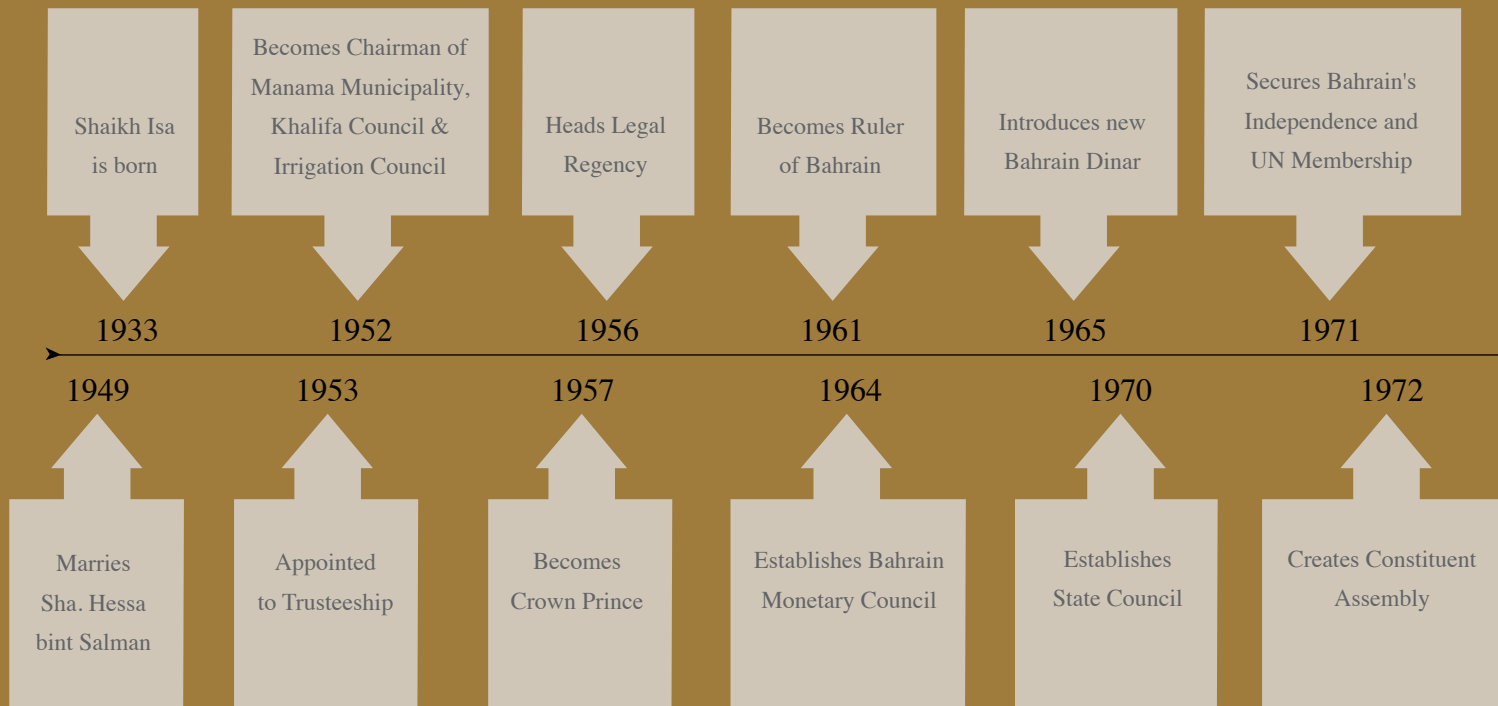 Shaikh Isa
is born
Becomes Chairman of
Manama Municipality,
Khalifa Council &
Irrigation Council
Heads Legal
Regency
Becomes Ruler
of Bahrain
Introduces new
Bahrain Dinar
Secures Bahrain's
Independence and
UN Membership
1933
1952
1956
1961
1965
1971
1949
1953
1957
1964
1970
1972
Marries
Sha. Hessa
bint Salman
Appointed
to Trusteeship
Becomes
Crown Prince
Establishes Bahrain
Monetary Council
Establishes
State Council
Creates Constituent
Assembly